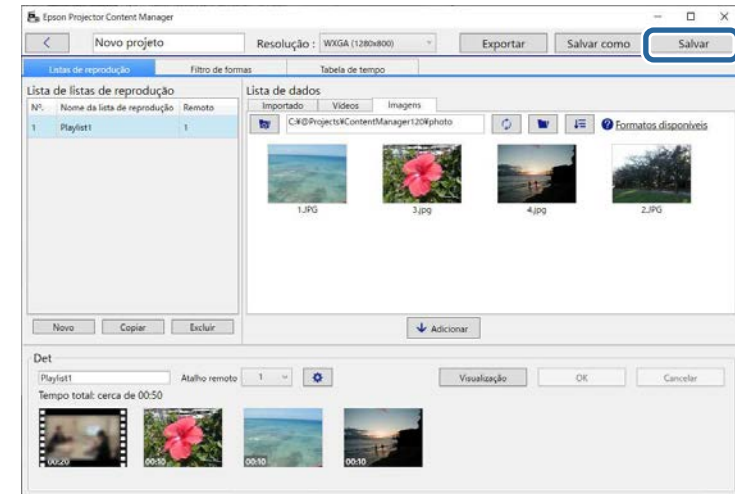 Epson Projector Content Manager
Novo projeto
Resolução : WXGA (1280x800)
Exportar
Salvar como
Salvar
Listas de reprodução
Filtro de formas
Tabela de tempo
Lista de listas de reprodução
Nº. Nome da lista de reprodução Remoto
1 Playlist1 1
Novo
Copiar
Excluir
Lista de dados
Importado
Vídeos
Imagens
C:¥@Projects¥ContentManager120¥photo
Formatos disponíveis
1.JPG
3.jpg
4.jpg
2.JPG
Adicionar
Det
Playlist1
Atalho remoto 1
Visualização
OK
Cancelar
Tempo total: cerca de 00:50
00:20
00:10
00:10
00:10